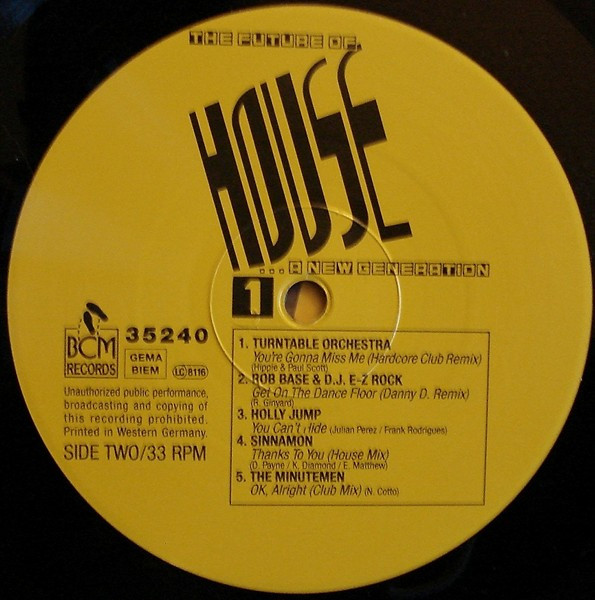 THE FUTURE OF.
HOUSE
...A NEW GENERATION
1
BCM
RECORDS
35240
GEMA
BIEM
LC 8116
Unauthorized public performance,
broadcasting and copying of
this recording prohibited.
Printed in Western Germany.
SIDE TWO/33 RPM
1. TURNTABLE ORCHESTRA
You're Gonna Miss Me (Hardcore Club Remix)
(Hippie & Paul Scott)
2. ROB BASE & D.J. E-Z ROCK
Get On The Dance Floor (Danny D. Remix)
(R. Ginyard)
3. HOLLY JUMP
You Can't Hide (Julian Perez / Frank Rodrigues)
4. SINNAMON
Thanks To You (House Mix)
(D. Payne / K. Diamond / E. Matthew)
5. THE MINUTEMEN
OK, Alright (Club Mix) (N. Cotto)